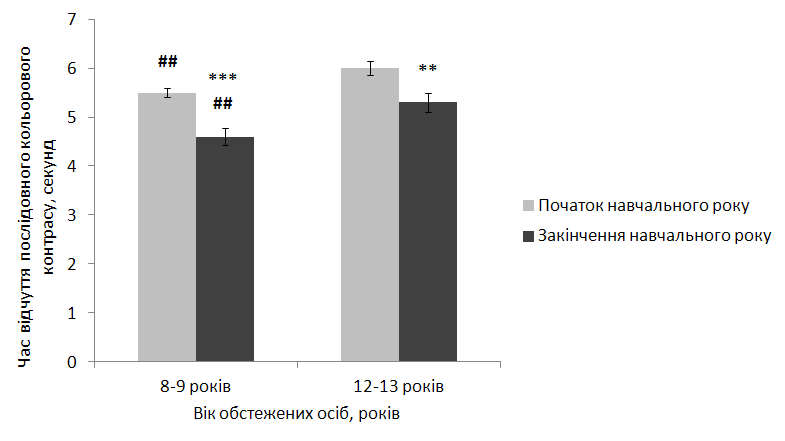 Час відчуття послідовного кольорового
контрасу, секунд
7
6
5
4
3
2
1
0
##
***
##
**
8-9 років
12-13 років
Вік обстежених осіб, років
Початок навчального року
Закінчення навчального року